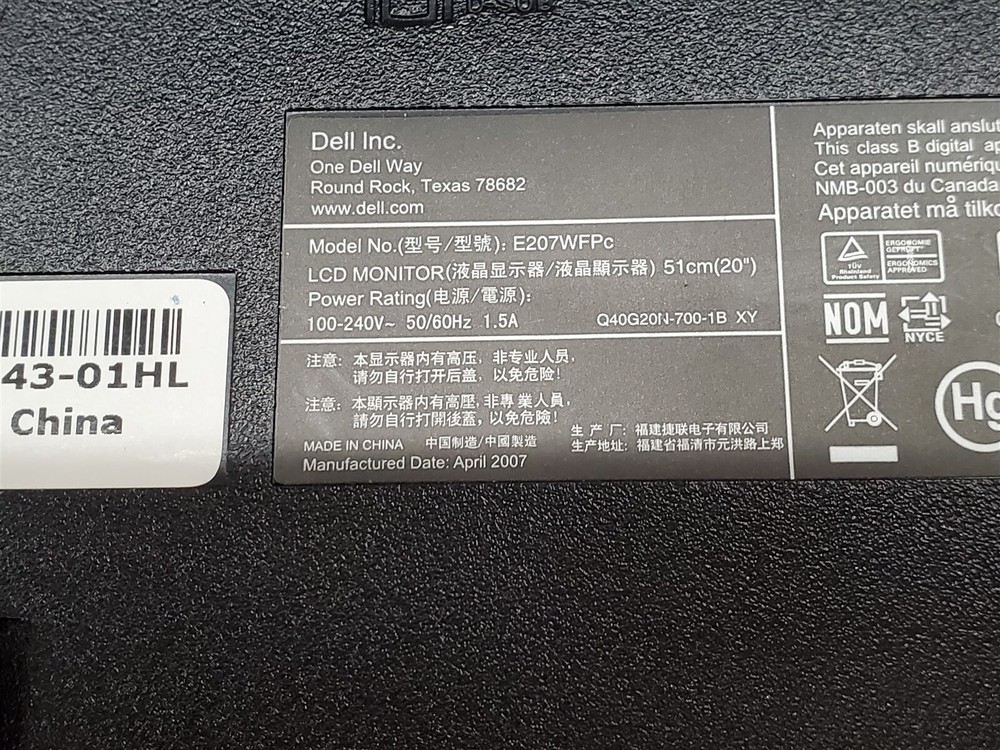 D-SUB
Dell Inc.
One Dell Way
Round Rock, Texas 78682
www.dell.com
Model No.(型号/型號): E207WFPc
LCD MONITOR(液晶显示器/液晶顯示器) 51cm(20")
Power Rating(电源/電源):
100-240V~ 50/60Hz 1.5A
Q40G20N-700-1B XY
注意: 本显示器内有高压, 非专业人员,
请勿自行打开后盖, 以免危险!
注意: 本顯示器内有高壓, 非專業人員,
請勿自行打開後蓋, 以免危險!
MADE IN CHINA 中国制造/中國製造
Manufactured Date: April 2007
生 产 厂: 福建捷联电子有限公司
生产地址: 福建省福清市元洪路上郑
43-01HL
China
Apparaten skall
This class B digital
Cet appareil
NMB-003 du Canada
Apparatet må
TÜV
Rheinland
Product Safety
ERGONOMIE
GEPRÜFT
ERGONOMICS
APPROVED
NOM
NYCE
Hg